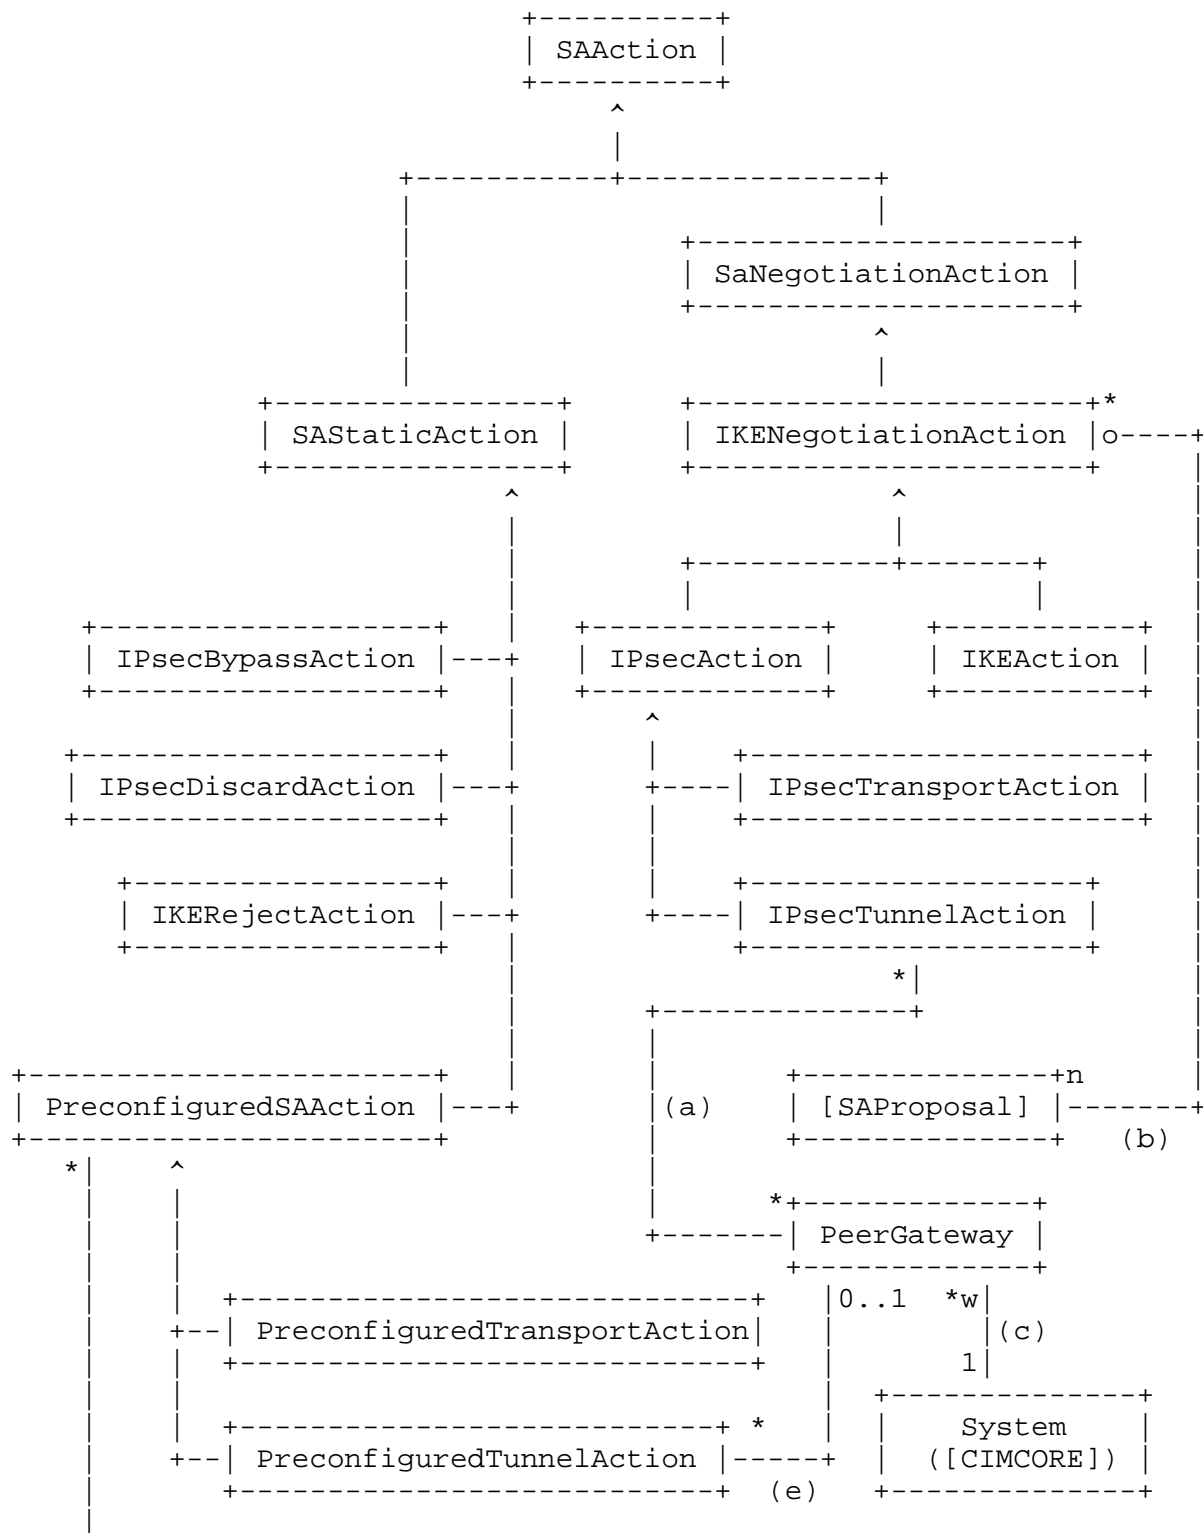 SAAction
SaNegotiationAction
*
SAStaticAction
IKENegotiationAction
o
IPsecBypassAction
IPsecAction
IKEAction
IPsecDiscardAction
IPsecTransportAction
IKERejectAction
IPsecTunnelAction
*
n
PreconfiguredSAAction
(a)
[SAProposal]
(b)
*
*
PeerGateway
0..1
*w
PreconfiguredTransportAction
(c)
1
*
System
PreconfiguredTunnelAction
([CIMCORE])
(e)